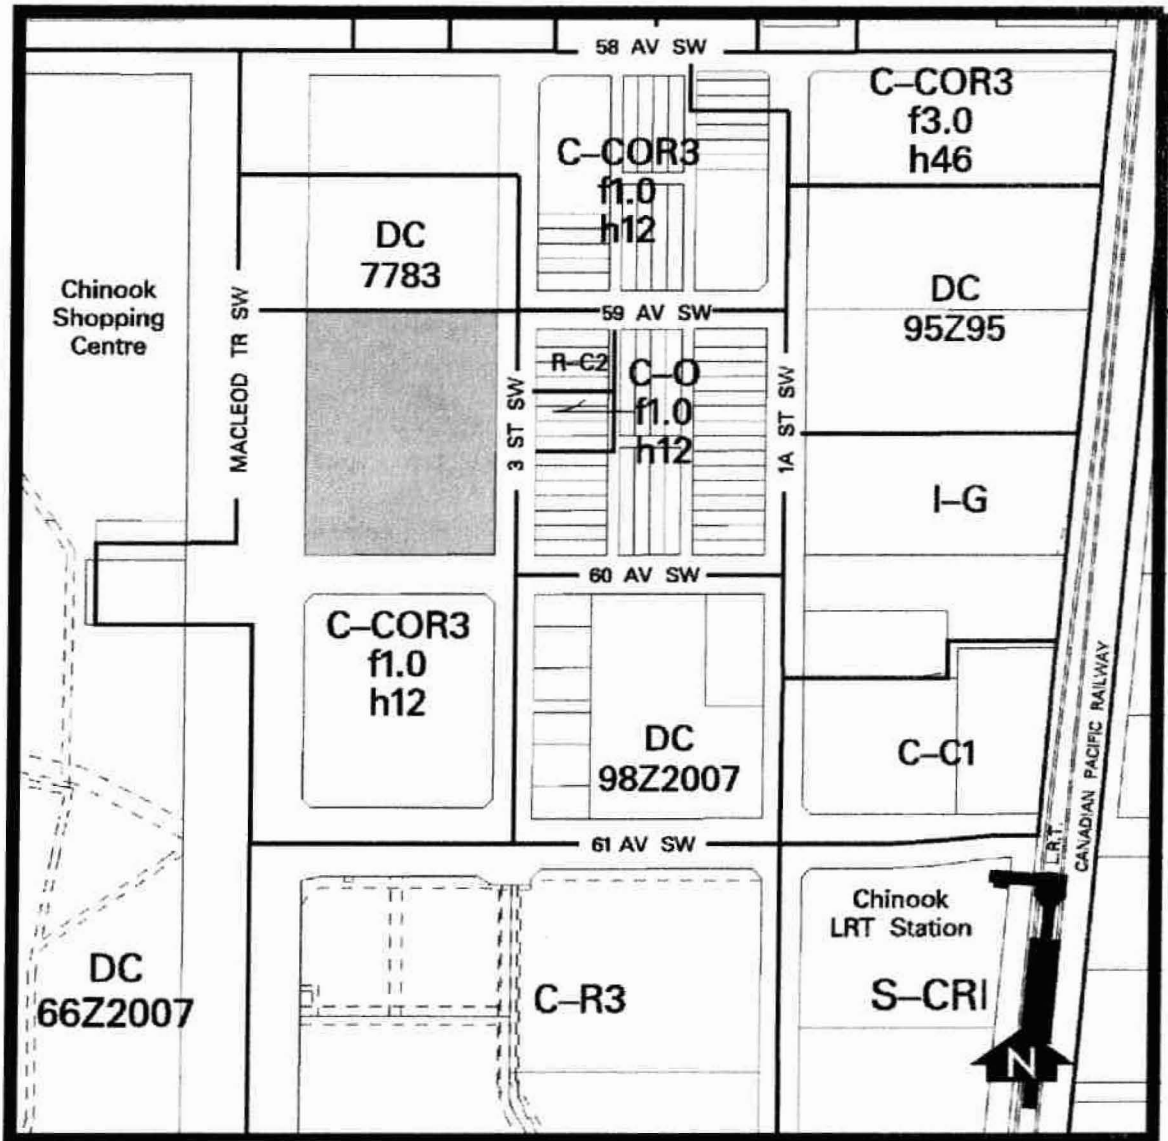 58 AV SW
C-COR3
f3.0
h46
C-COR3
f1.0
h12
DC
7783
Chinook
Shopping
Centre
MACLEOD TR SW
59 AV SW
DC
95Z95
R-C2
C-O
f1.0
h12
3 ST SW
1A ST SW
I-G
60 AV SW
C-COR3
f1.0
h12
DC
98Z2007
C-C1
CANADIAN PACIFIC RAILWAY
L.R.T.
61 AV SW
Chinook
LRT Station
DC
66Z2007
C-R3
S-CRI
N